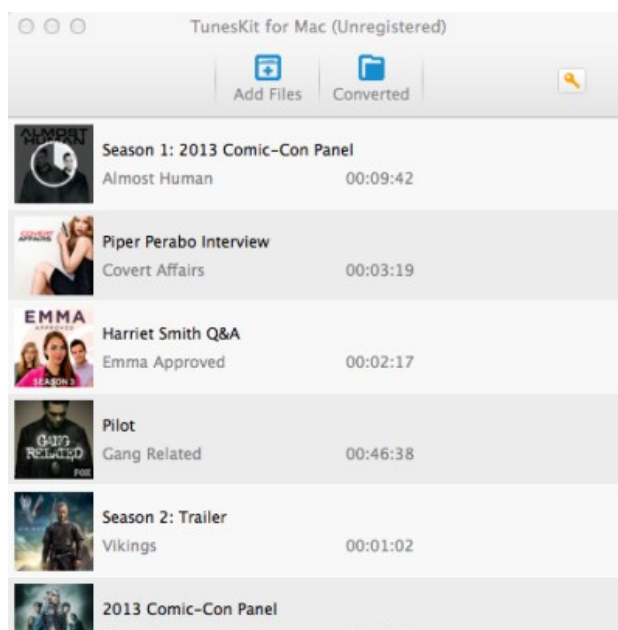 TunesKit for Mac (Unregistered)
Add Files
Converted
ALMOST
HUMAN
Season 1: 2013 Comic-Con Panel
Almost Human
00:09:42
COVERT
AFFAIRS
Piper Perabo Interview
Covert Affairs
00:03:19
EMMA
APPROVED
SEASON 3
Harriet Smith Q&A
Emma Approved
00:02:17
GANG
RELATED
FOX
Pilot
Gang Related
00:46:38
Season 2: Trailer
Vikings
00:01:02
2013 Comic-Con Panel